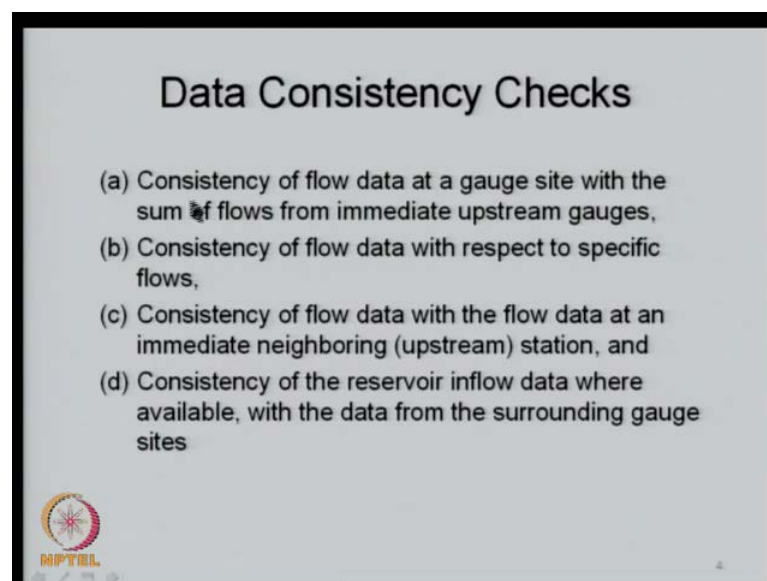 Data Consistency Checks
(a) Consistency of flow data at a gauge site with the
sum of flows from immediate upstream gauges,
(b) Consistency of flow data with respect to specific
flows,
(c) Consistency of flow data with the flow data at an
immediate neighboring (upstream) station, and
(d) Consistency of the reservoir inflow data where
available, with the data from the surrounding gauge
sites
NPTEL
4